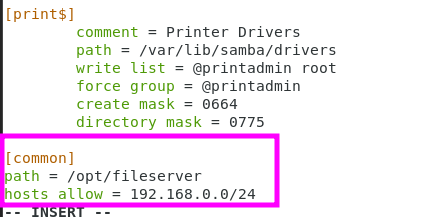 [print$]
comment = Printer Drivers
path = /var/lib/samba/drivers
write list = @printadmin root
force group = @printadmin
create mask = 0664
directory mask = 0775
[common]
path = /opt/fileserver
hosts allow = 192.168.0.0/24
-- INSERT --